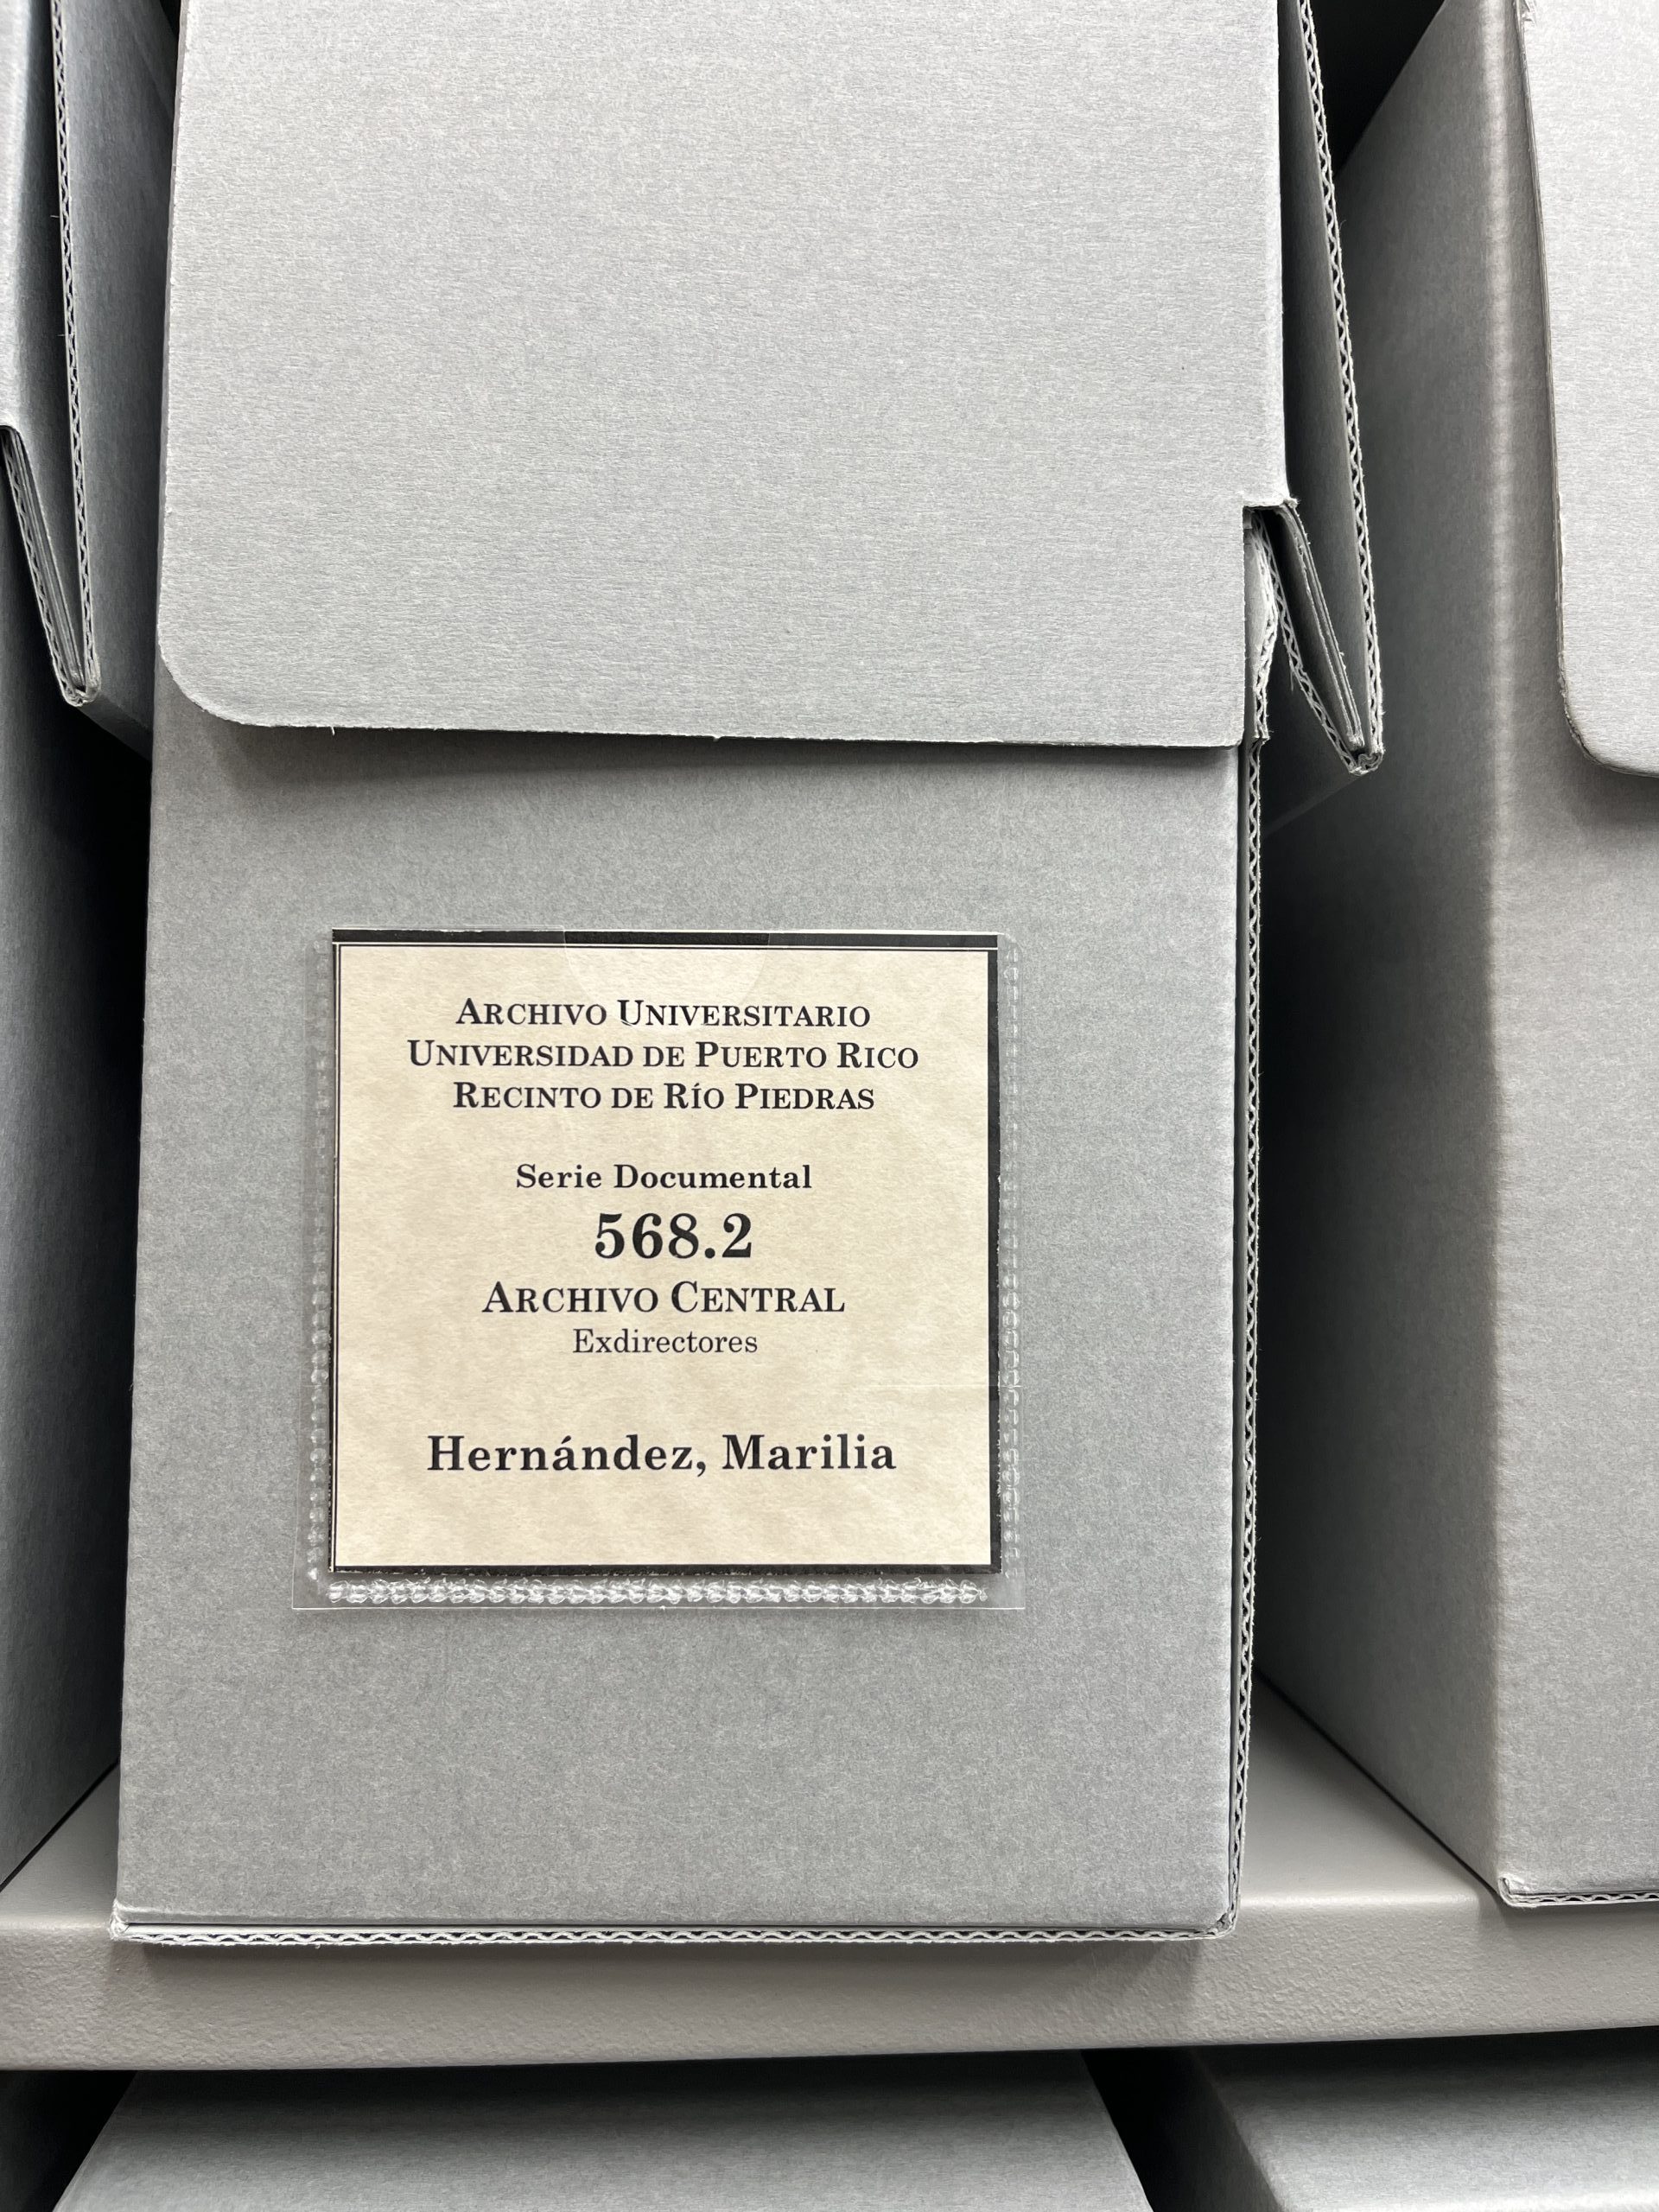 ARCHIVO UNIVERSITARIO
UNIVERSIDAD DE PUERTO RICO
RECINTO DE RÍO PIEDRAS
Serie Documental
568.2
ARCHIVO CENTRAL
Exdirectores
Hernández, Marilia